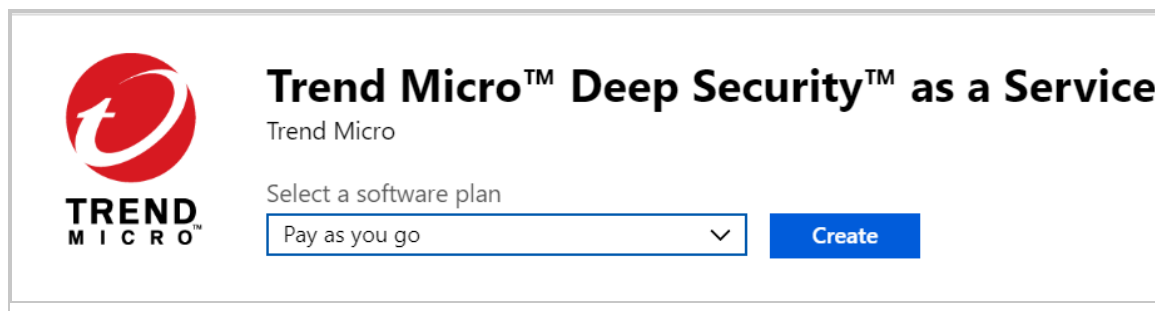 TREND
MICRO™
Trend Micro™ Deep Security™ as a Service
Trend Micro
Select a software plan
Pay as you go
Create